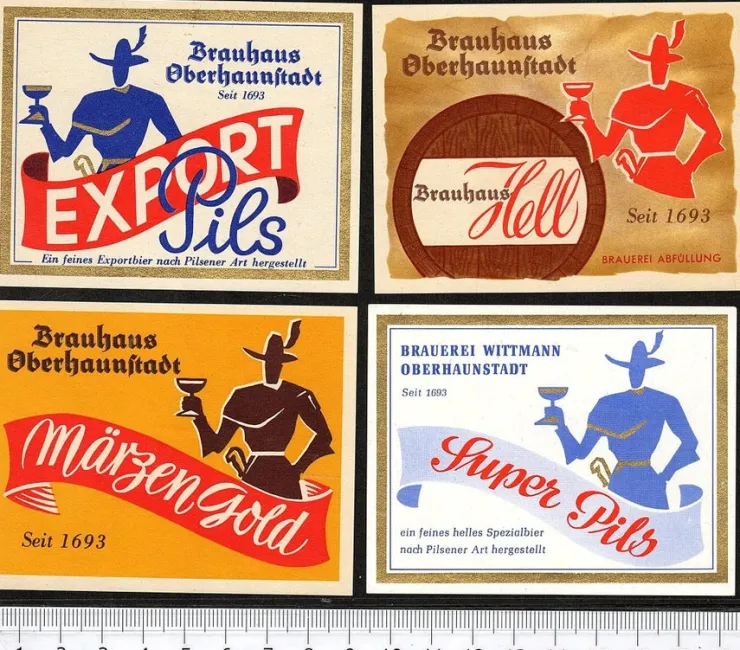 Brauhaus
Oberhaunſtadt
Seit 1693
EXPORT
Pils
Ein feines Exportbier nach Pilsener Art hergestellt
Brauhaus
Oberhaunſtadt
Brauhaus Hell
Seit 1693
BRAUEREI ABFÜLLUNG
Brauhaus
Oberhaunſtadt
Märzen Gold
Seit 1693
BRAUEREI WITTMANN
OBERHAUNSTADT
Seit 1693
Super Pils
ein feines helles Spezialbier
nach Pilsener Art hergestellt